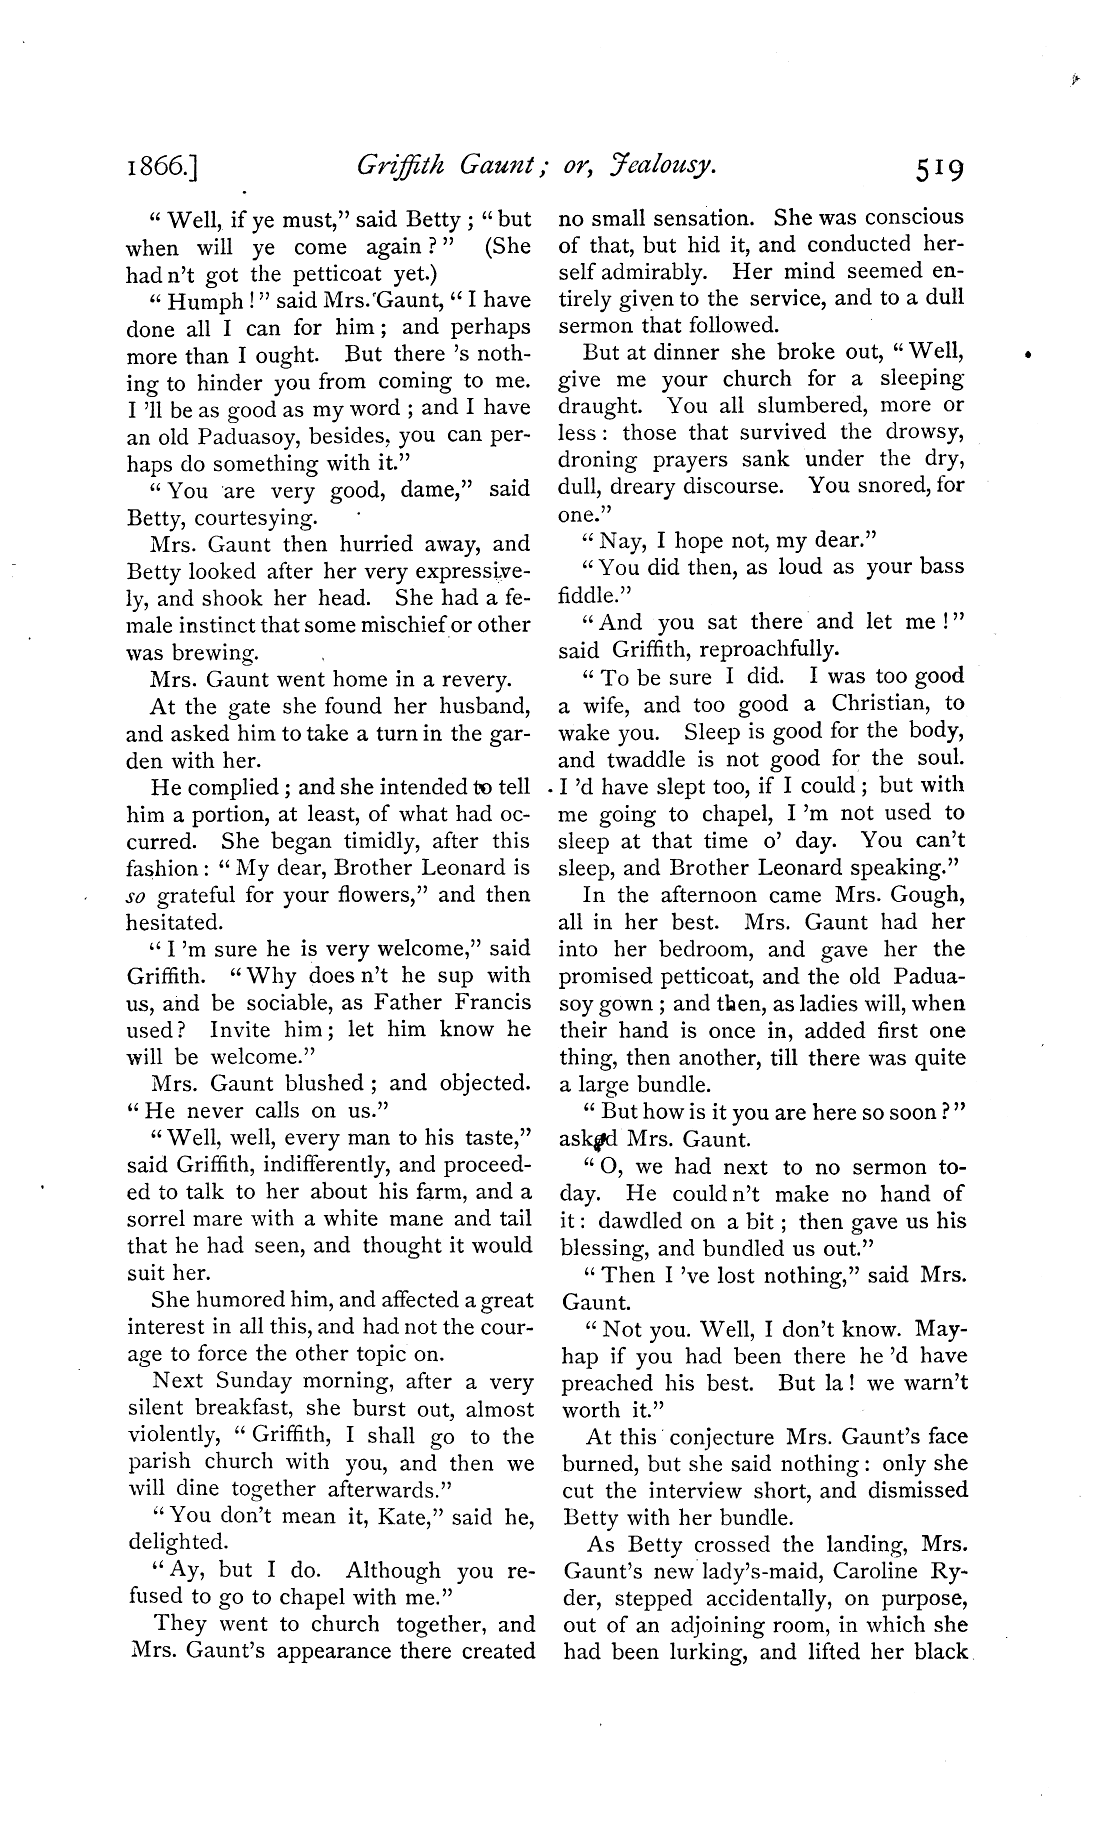 1866.] Griffith Gaunt; or, Jealousy. 519
"Well, if ye must," said Betty; "but
when will ye come again?" (She
had n't got the petticoat yet.)
"Humph!" said Mrs. Gaunt, "I have
done all I can for him; and perhaps
more than I ought. But there 's noth-
ing to hinder you from coming to me.
I 'll be as good as my word; and I have
an old Paduasoy, besides, you can per-
haps do something with it."
"You are very good, dame," said
Betty, courtesying.
Mrs. Gaunt then hurried away, and
Betty looked after her very expressive-
ly, and shook her head. She had a fe-
male instinct that some mischief or other
was brewing.
Mrs. Gaunt went home in a revery.
At the gate she found her husband,
and asked him to take a turn in the gar-
den with her.
He complied; and she intended to tell
him a portion, at least, of what had oc-
curred. She began timidly, after this
fashion: "My dear, Brother Leonard is
so grateful for your flowers," and then
hesitated.
"I 'm sure he is very welcome," said
Griffith. "Why does n't he sup with
us, and be sociable, as Father Francis
used? Invite him; let him know he
will be welcome."
Mrs. Gaunt blushed; and objected.
"He never calls on us."
"Well, well, every man to his taste,"
said Griffith, indifferently, and proceed-
ed to talk to her about his farm, and a
sorrel mare with a white mane and tail
that he had seen, and thought it would
suit her.
She humored him, and affected a great
interest in all this, and had not the cour-
age to force the other topic on.
Next Sunday morning, after a very
silent breakfast, she burst out, almost
violently, "Griffith, I shall go to the
parish church with you, and then we
will dine together afterwards."
"You don't mean it, Kate," said he,
delighted.
"Ay, but I do. Although you re-
fused to go to chapel with me."
They went to church together, and
Mrs. Gaunt's appearance there created
no small sensation. She was conscious
of that, but hid it, and conducted her-
self admirably. Her mind seemed en-
tirely given to the service, and to a dull
sermon that followed.
But at dinner she broke out, "Well,
give me your church for a sleeping
draught. You all slumbered, more or
less: those that survived the drowsy,
droning prayers sank under the dry,
dull, dreary discourse. You snored, for
one."
"Nay, I hope not, my dear."
"You did then, as loud as your bass
fiddle."
"And you sat there and let me!"
said Griffith, reproachfully.
"To be sure I did. I was too good
a wife, and too good a Christian, to
wake you. Sleep is good for the body,
and twaddle is not good for the soul.
I 'd have slept too, if I could; but with
me going to chapel, I 'm not used to
sleep at that time o' day. You can't
sleep, and Brother Leonard speaking."
In the afternoon came Mrs. Gough,
all in her best. Mrs. Gaunt had her
into her bedroom, and gave her the
promised petticoat, and the old Padua-
soy gown; and then, as ladies will, when
their hand is once in, added first one
thing, then another, till there was quite
a large bundle.
"But how is it you are here so soon?"
asked Mrs. Gaunt.
"O, we had next to no sermon to-
day. He could n't make no hand of
it: dawdled on a bit; then gave us his
blessing, and bundled us out."
"Then I 've lost nothing," said Mrs.
Gaunt.
"Not you. Well, I don't know. May-
hap if you had been there he 'd have
preached his best. But la! we warn't
worth it."
At this conjecture Mrs. Gaunt's face
burned, but she said nothing: only she
cut the interview short, and dismissed
Betty with her bundle.
As Betty crossed the landing, Mrs.
Gaunt's new lady's-maid, Caroline Ry-
der, stepped accidentally, on purpose,
out of an adjoining room, in which she
had been lurking, and lifted her black